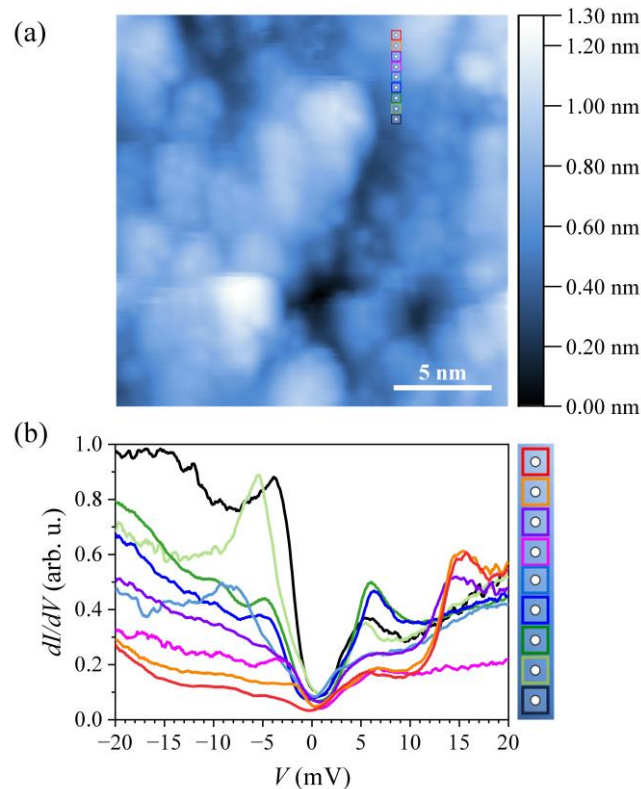 (a)
1.30 nm
1.20 nm
1.00 nm
0.80 nm
0.60 nm
0.40 nm
0.20 nm
0.00 nm
5 nm
(b)
1.0
0.8
0.6
0.4
0.2
0.0
dI/dV (arb. u.)
−20 −15 −10 −5 0 5 10 15 20
V (mV)